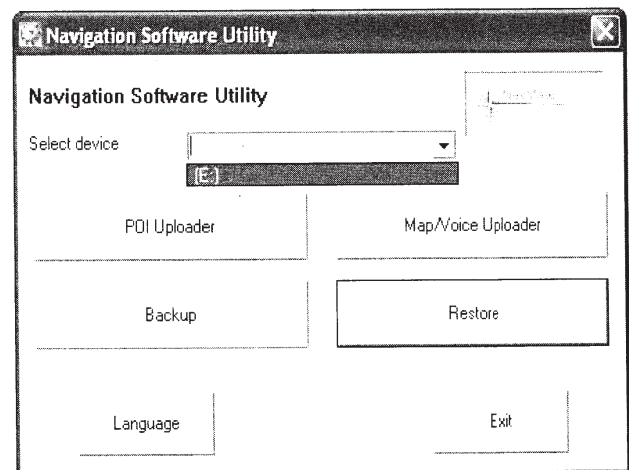 Navigation Software Utility
Navigation Software Utility
Select device
(E:)
POI Uploader
Map/Voice Uploader
Backup
Restore
Language
Exit